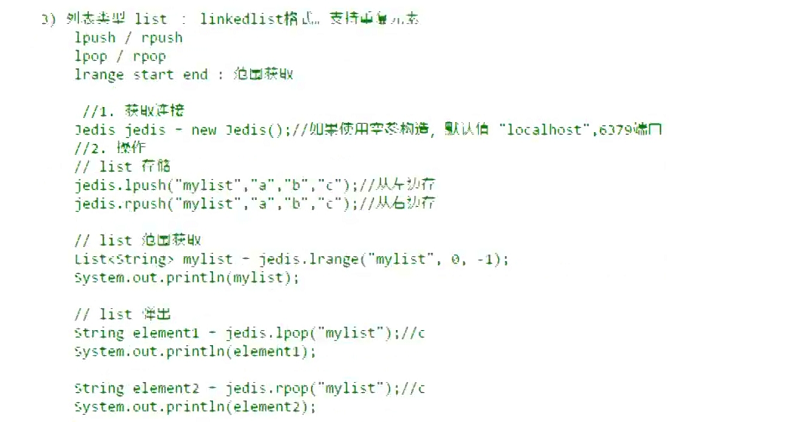 3) 列表类型 list : linkedlist格式。支持重复元素
lpush / rpush
lpop / rpop
lrange start end : 范围获取
//1. 获取连接
Jedis jedis = new Jedis();//如果使用空参构造, 默认值 "localhost",6379端口
//2. 操作
// list 存储
jedis.lpush("mylist","a","b","c");//从左边存
jedis.rpush("mylist","a","b","c");//从右边存
// list 范围获取
List<String> mylist = jedis.lrange("mylist", 0, -1);
System.out.println(mylist);
// list 弹出
String element1 = jedis.lpop("mylist");//c
System.out.println(element1);
String element2 = jedis.rpop("mylist");//c
System.out.println(element2);